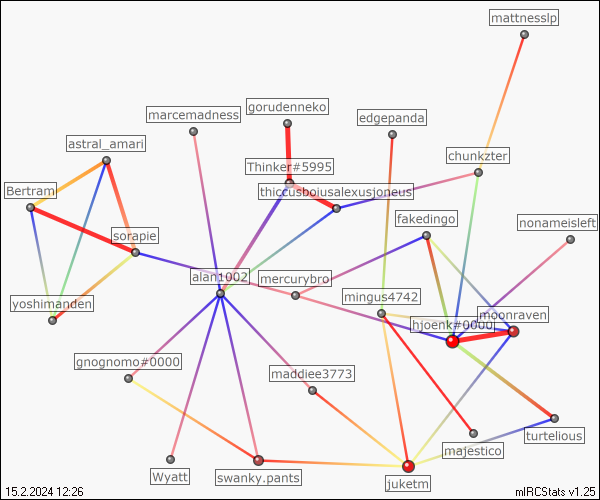 mattnesslp
gorudenneko
marcemadness
edgepanda
astral_amari
chunkzter
Thinker#5995
Bertram
thiccusboiusalexusjoneus
fakedingo
nonameisleft
sorapie
alan1002
mercurybro
mingus4742
yoshimanden
moonraven
hjoenk#0000
gnognomo#0000
maddiee3773
turtelious
majestico
Wyatt
swanky.pants
juketm
15.2.2024 12:26
mIRCStats v1.25